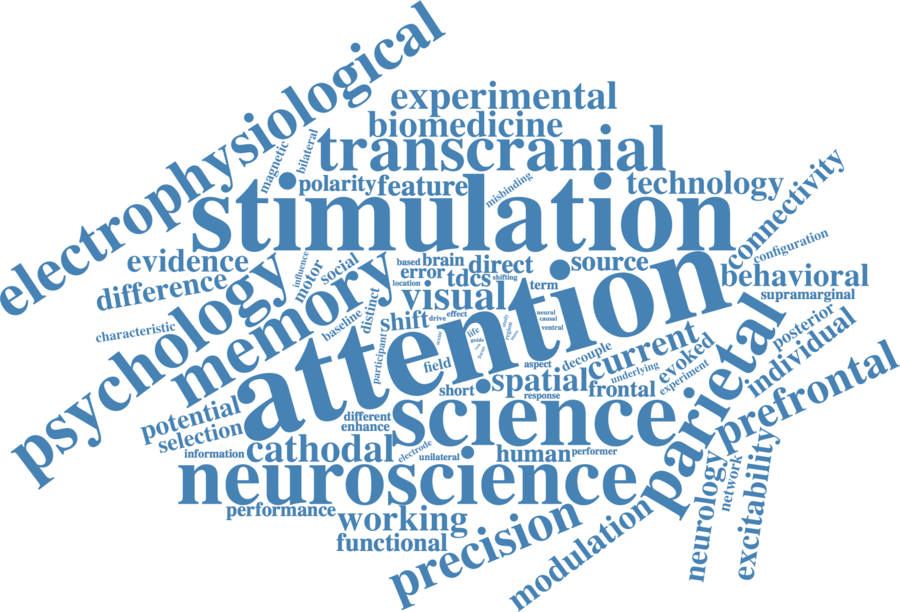 electrophysiological
experimental
biomedicine
transcranial
magnetic
bilateral
polarity
feature
misbinding
technology
stimulation
connectivity
configuration
evidence
difference
influence
motor
social
based
brain
direct
source
error
tdcs
shifting
location
term
behavioral
supramarginal
psychology
memory
visual
attention
characteristic
baseline
distinct
shift
drive
effect
neural
causal
ventral
study
region
life
guide
participant
field
aspect
decouple
current
evoked
posterior
individual
underlying
experiment
short
spatial
response
frontal
parietal
prefrontal
potential
selection
different
enhance
science
information
cathodal
electrode
unilateral
human
performer
neuroscience
neurology
network
excitability
performance
working
functional
precision
modulation